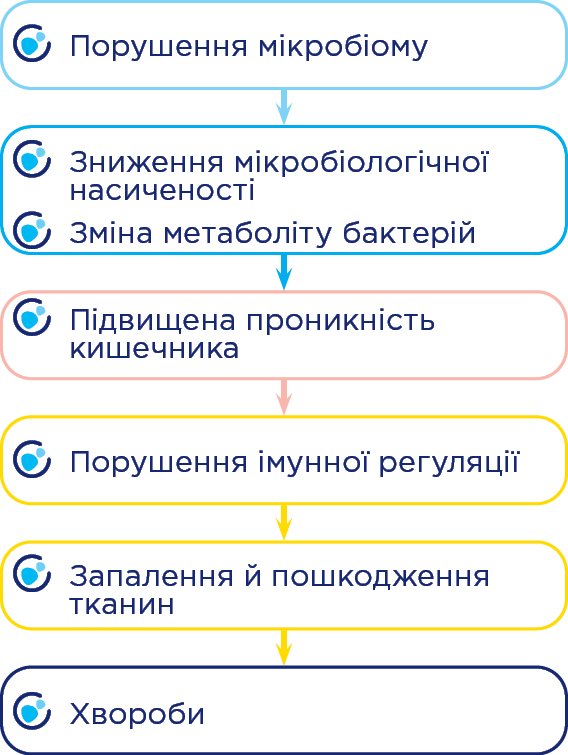 Порушення мікробіому
Зниження мікробіологічної
насиченості
Зміна метаболіту бактерій
Підвищена проникність
кишечника
Порушення імунної регуляції
Запалення й пошкодження
тканин
Хвороби